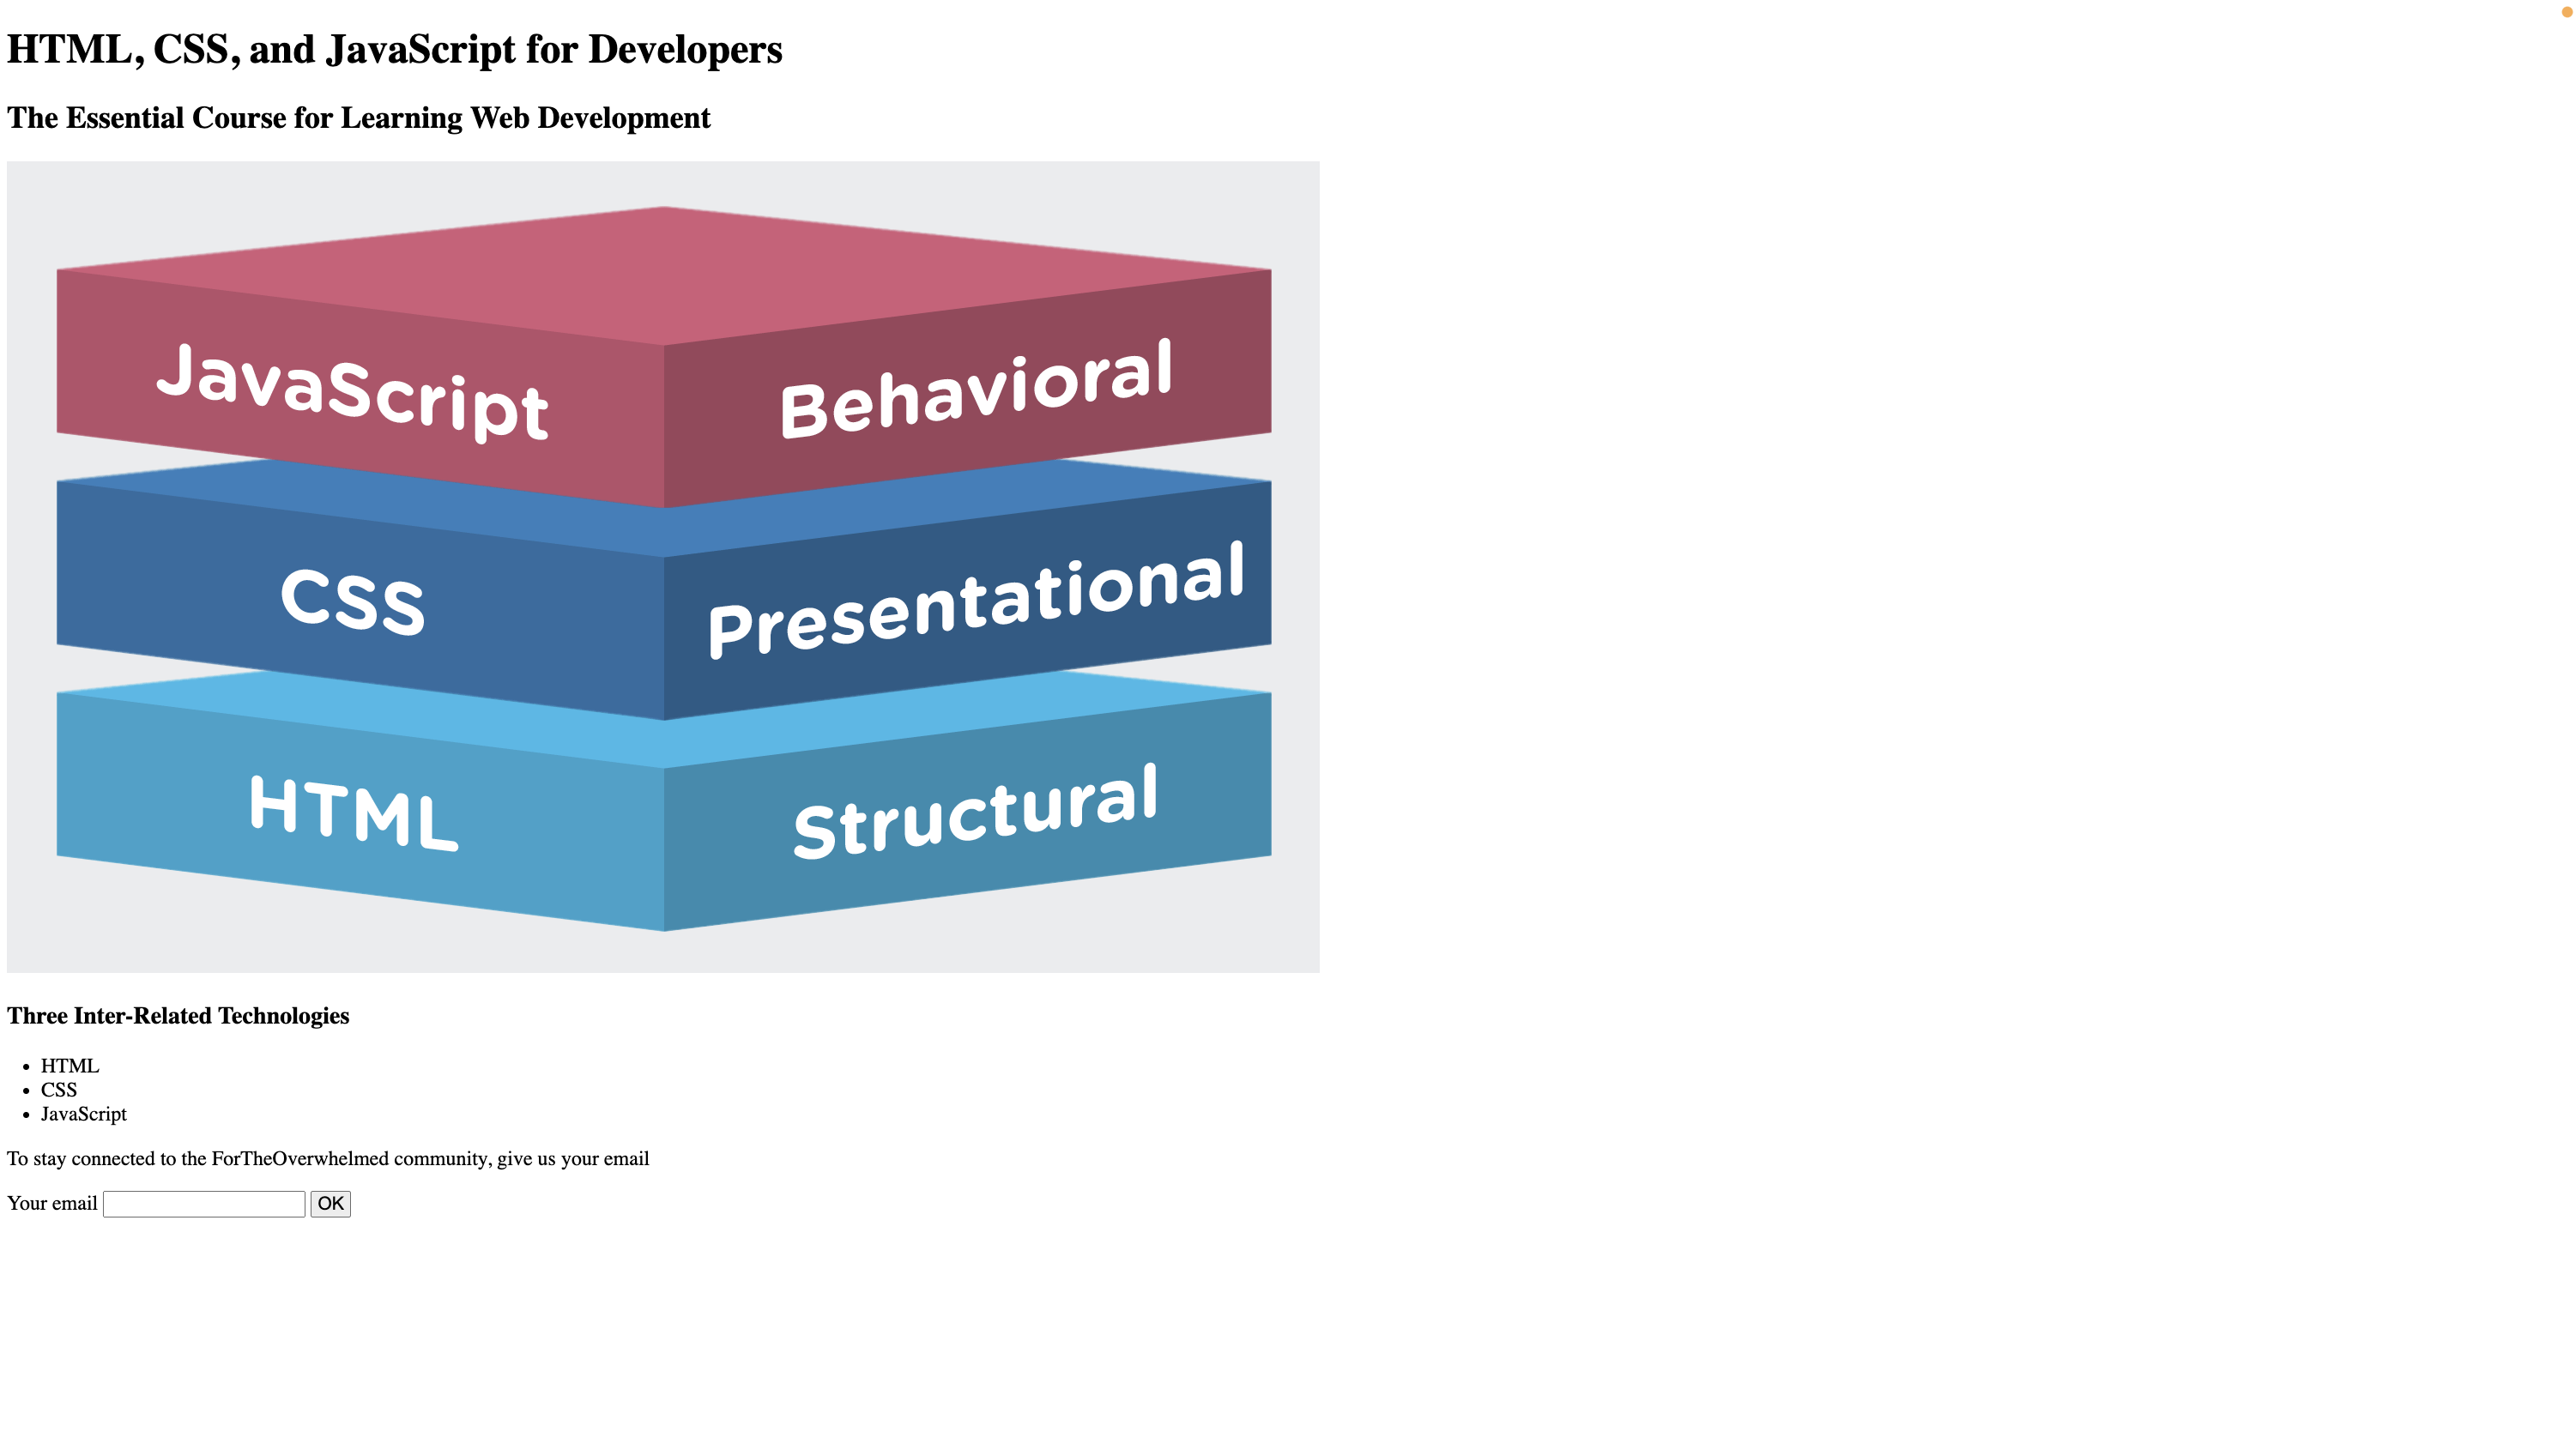 HTML, CSS, and JavaScript for Developers
The Essential Course for Learning Web Development
JavaScript
Behavioral
CSS
Presentational
HTML
Structural
Three Inter-Related Technologies
• HTML
• CSS
• JavaScript
To stay connected to the ForTheOverwhelmed community, give us your email
Your email OK